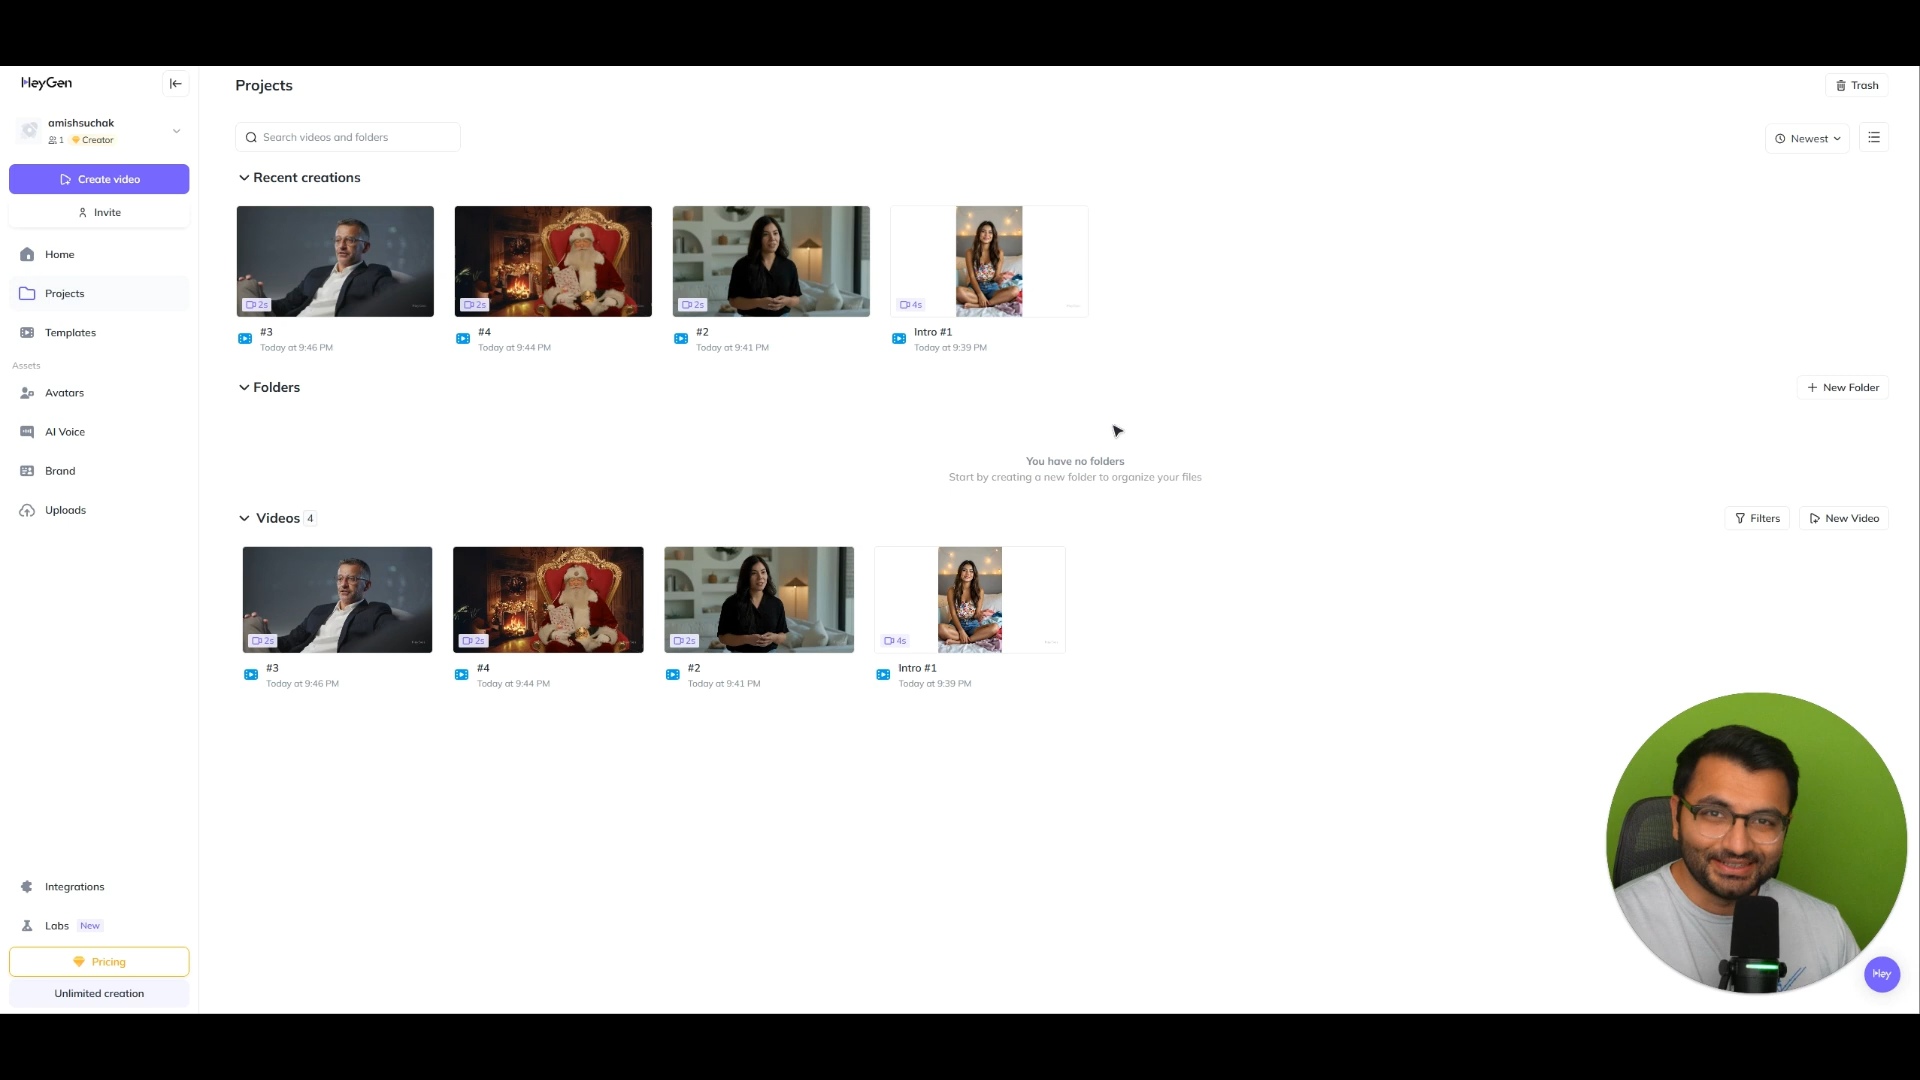 HeyGen
amishsuchak
1 Creator
Create video
Invite
Home
Projects
Templates
Assets
Avatars
AI Voice
Brand
Uploads
Integrations
Labs New
Pricing
Unlimited creation
Projects
Trash
Search videos and folders
Newest
Recent creations
2s
2s
2s
4s
#3
Today at 9:46 PM
#4
Today at 9:44 PM
#2
Today at 9:41 PM
Intro #1
Today at 9:39 PM
Folders
New Folder
You have no folders
Start by creating a new folder to organize your files
Videos 4
Filters
New Video
2s
2s
2s
4s
#3
Today at 9:46 PM
#4
Today at 9:44 PM
#2
Today at 9:41 PM
Intro #1
Today at 9:39 PM
Hey